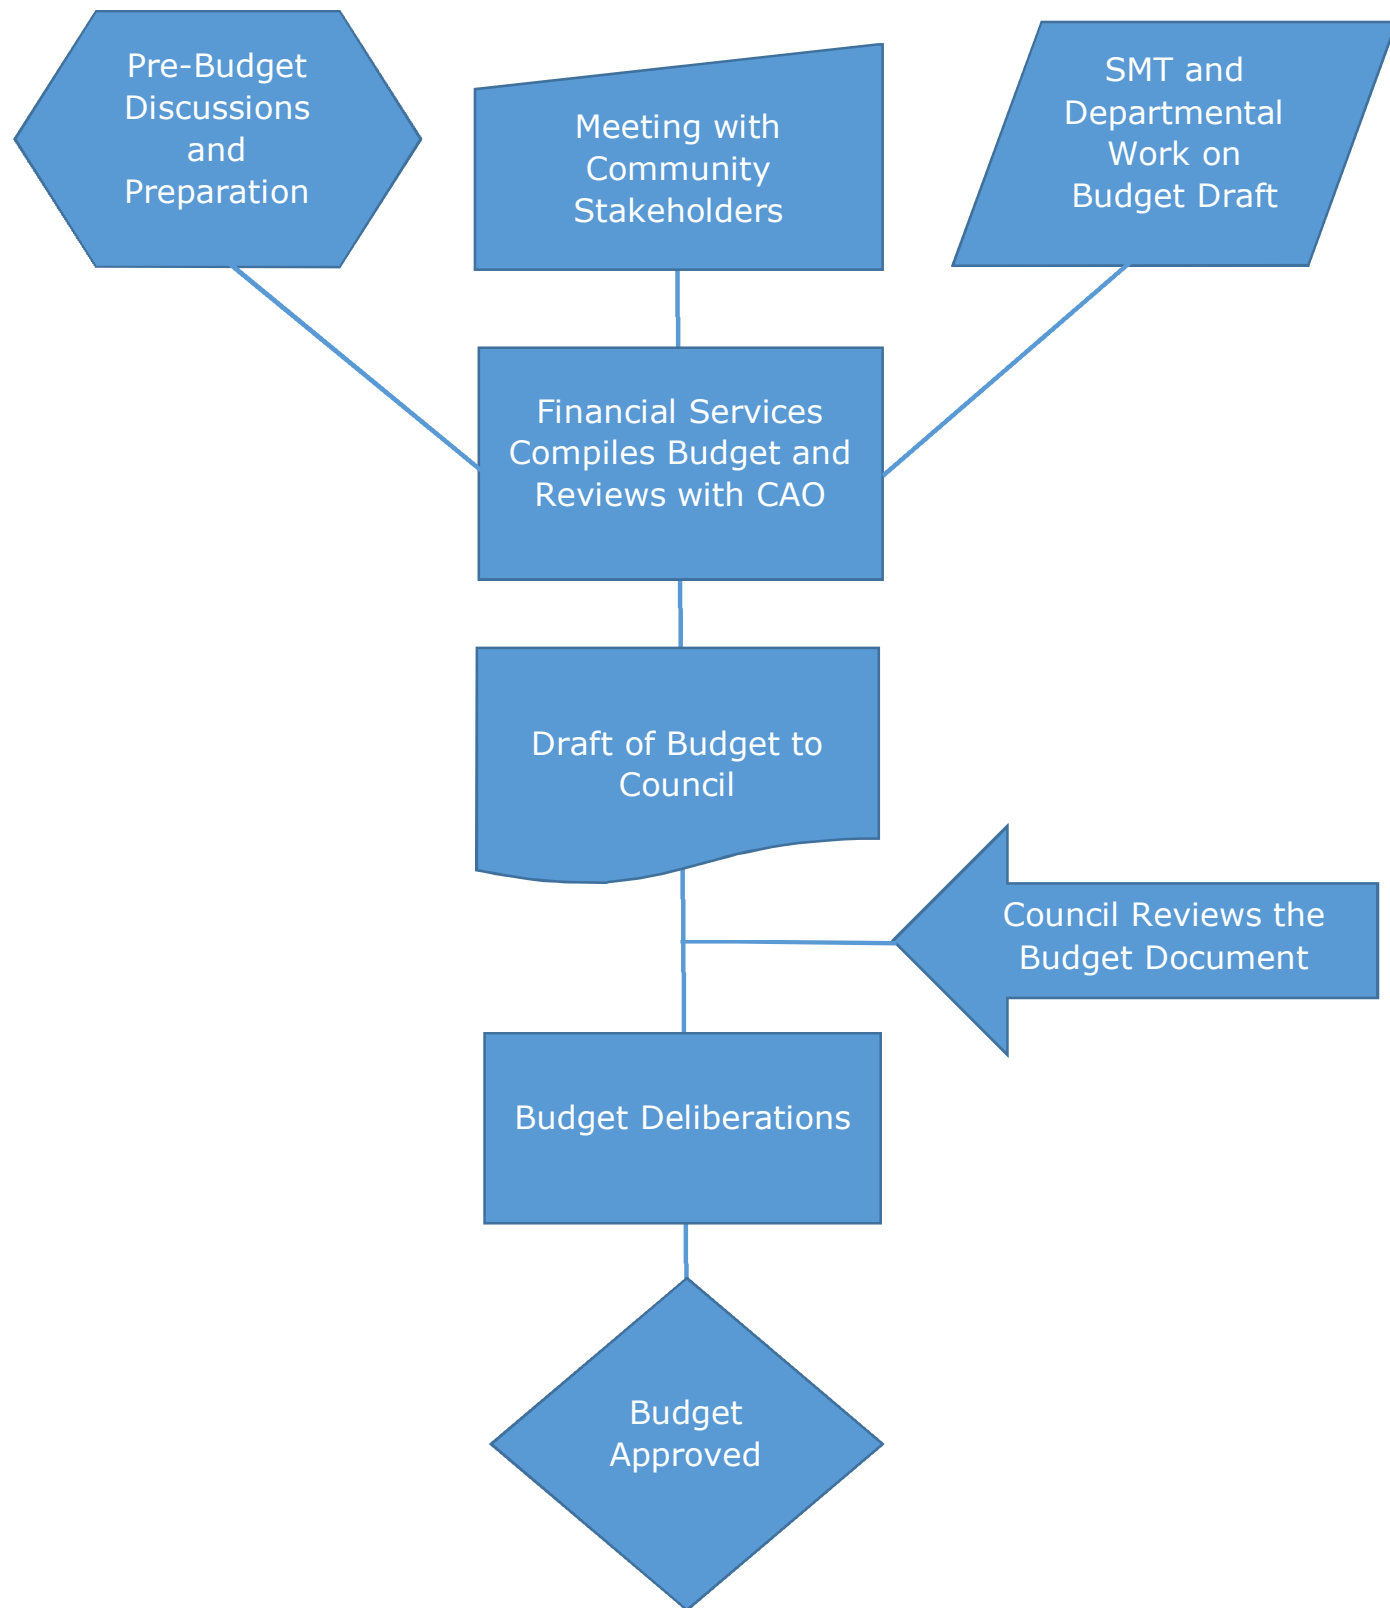 Pre-Budget
Discussions
and
Preparation
Meeting with
Community
Stakeholders
SMT and
Departmental
Work on
Budget Draft
Financial Services
Compiles Budget and
Reviews with CAO
Draft of Budget to
Council
Council Reviews the
Budget Document
Budget Deliberations
Budget
Approved